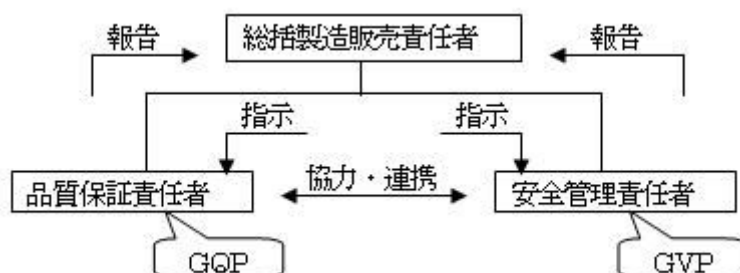 総括製造販売責任者
報告
報告
指示
指示
品質保証責任者
協力・連携
安全管理責任者
GQP
GVP